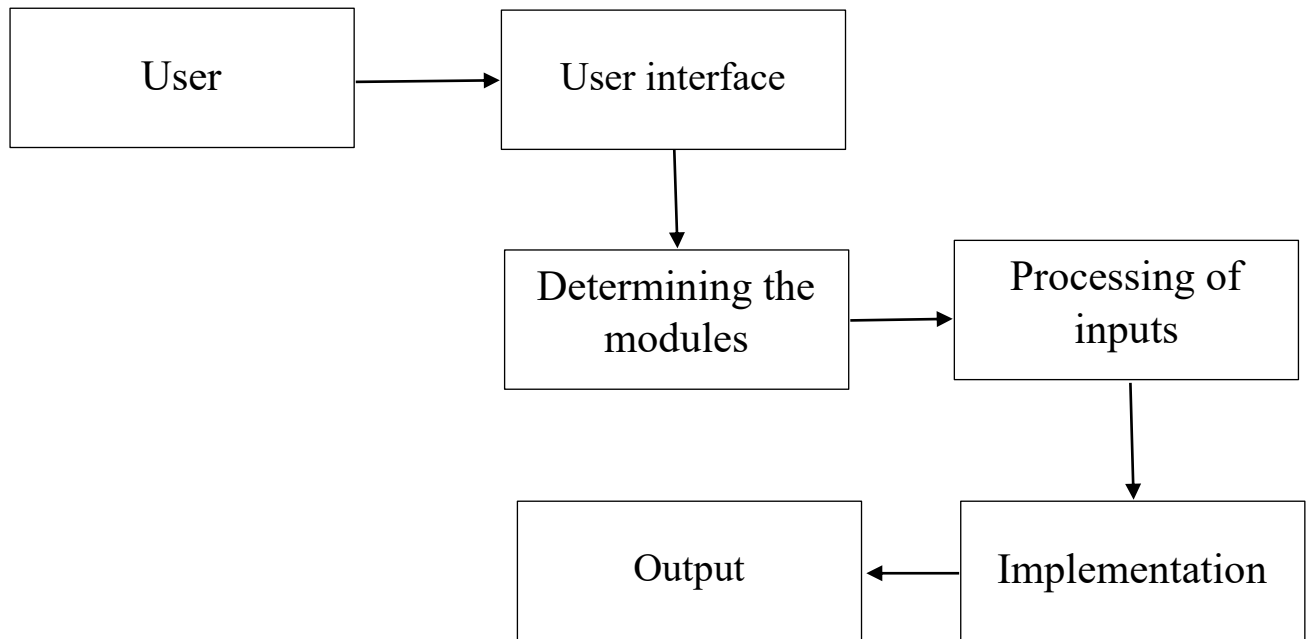 User
User interface
Determining the
modules
Processing of
inputs
Implementation
Output